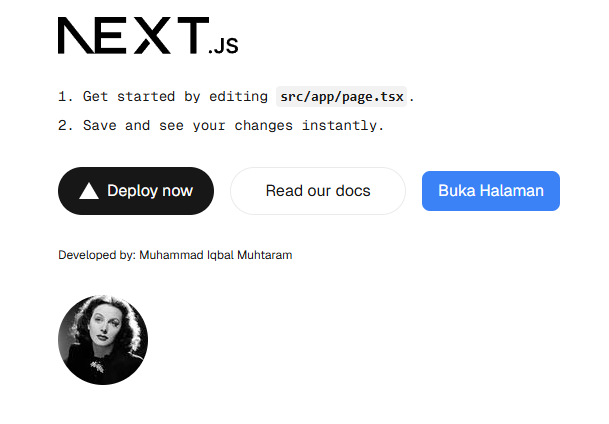 NEXT.JS
1. Get started by editing src/app/page.tsx.
2. Save and see your changes instantly.
Deploy now Read our docs Buka Halaman
Developed by: Muhammad Iqbal Muhtaram